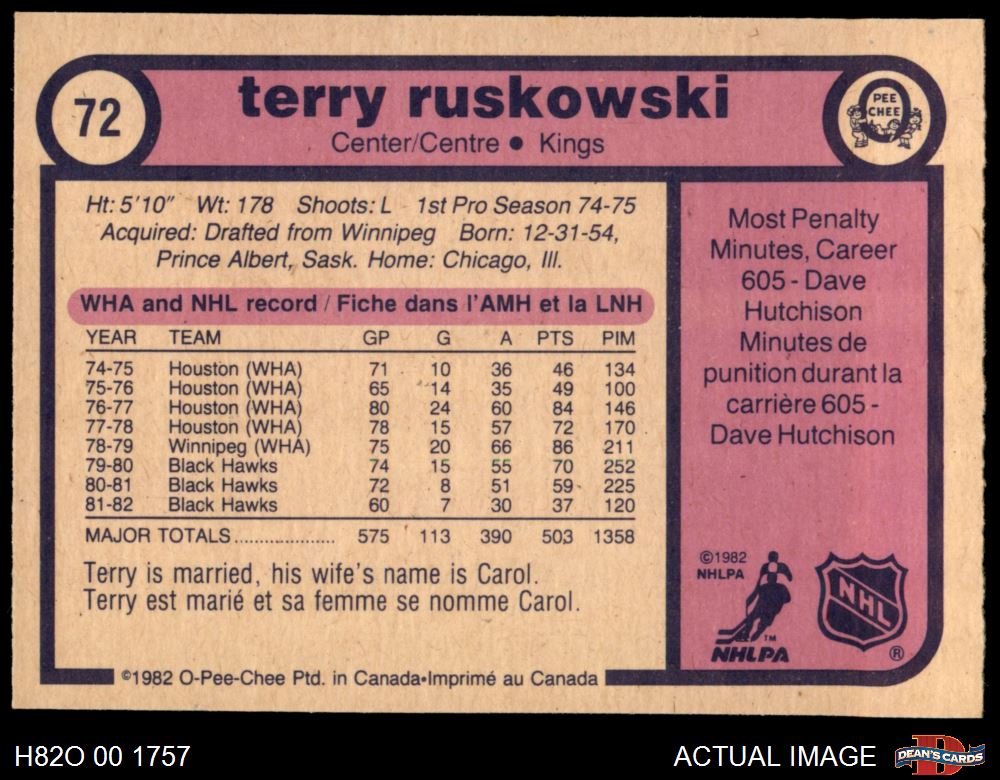 72
terry ruskowski
PEE
CHEE
Center/Centre • Kings
Ht: 5'10" Wt: 178 Shoots: L 1st Pro Season 74-75
Acquired: Drafted from Winnipeg Born: 12-31-54,
Prince Albert, Sask. Home: Chicago, Ill.
WHA and NHL record / Fiche dans l'AMH et la LNH
YEAR TEAM GP G A PTS PIM
74-75 Houston (WHA) 71 10 36 46 134
75-76 Houston (WHA) 65 14 35 49 100
76-77 Houston (WHA) 80 24 60 84 146
77-78 Houston (WHA) 78 15 57 72 170
78-79 Winnipeg (WHA) 75 20 66 86 211
79-80 Black Hawks 74 15 55 70 252
80-81 Black Hawks 72 8 51 59 225
81-82 Black Hawks 60 7 30 37 120
MAJOR TOTALS.................... 575 113 390 503 1358
Terry is married, his wife's name is Carol.
Terry est marié et sa femme se nomme Carol.
©1982 O-Pee-Chee Ptd. in Canada•Imprimé au Canada
Most Penalty
Minutes, Career
605 - Dave
Hutchison
Minutes de
punition durant la
carrière 605 -
Dave Hutchison
©1982
NHLPA
TM
NHLPA
NHL
®
H82O 00 1757
ACTUAL IMAGE
DEAN'S CARDS